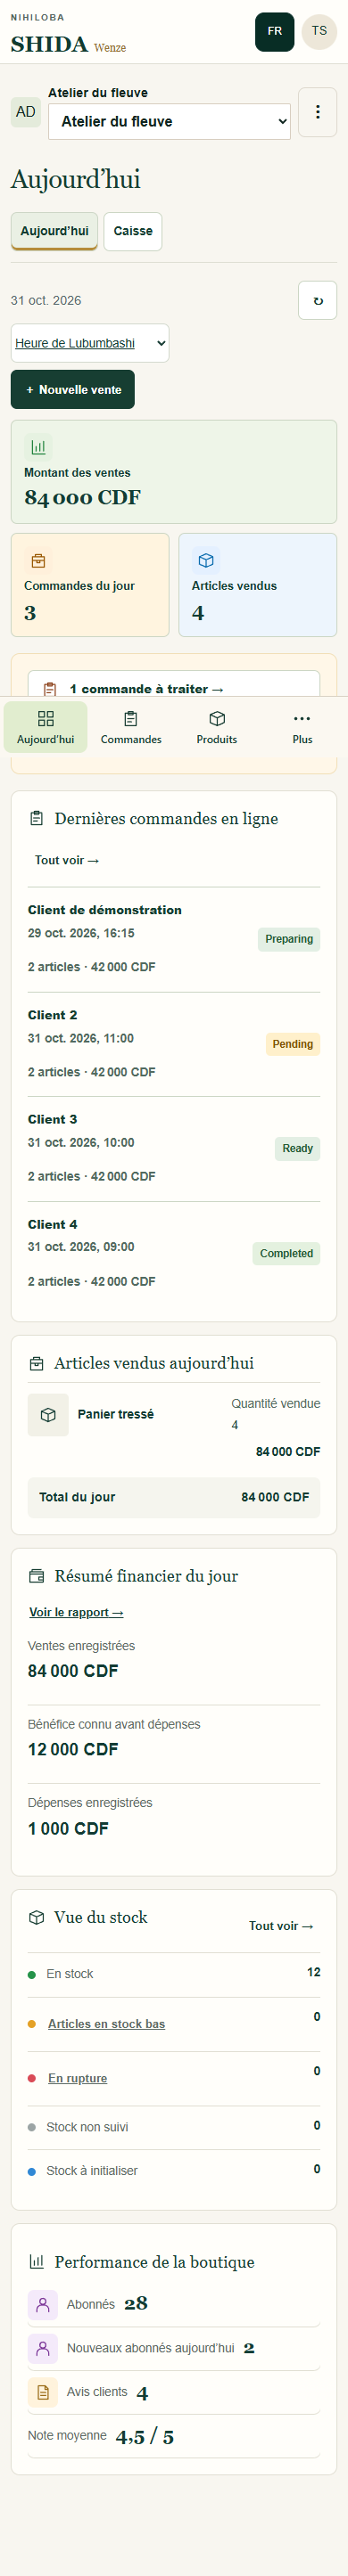 NIHILOBA
SHIDA Wenze
FR
TS
AD
Atelier du fleuve
Atelier du fleuve
Aujourd’hui
Aujourd’hui
Caisse
31 oct. 2026
Heure de Lubumbashi
+ Nouvelle vente
Montant des ventes
84 000 CDF
Commandes du jour
3
Articles vendus
4
1 commande à traiter →
Aujourd’hui
Commandes
Produits
Plus
Dernières commandes en ligne
Tout voir →
Client de démonstration
29 oct. 2026, 16:15
Preparing
2 articles · 42 000 CDF
Client 2
31 oct. 2026, 11:00
Pending
2 articles · 42 000 CDF
Client 3
31 oct. 2026, 10:00
Ready
2 articles · 42 000 CDF
Client 4
31 oct. 2026, 09:00
Completed
2 articles · 42 000 CDF
Articles vendus aujourd’hui
Panier tressé
Quantité vendue
4
84 000 CDF
Total du jour
84 000 CDF
Résumé financier du jour
Voir le rapport →
Ventes enregistrées
84 000 CDF
Bénéfice connu avant dépenses
12 000 CDF
Dépenses enregistrées
1 000 CDF
Vue du stock
Tout voir →
En stock
12
Articles en stock bas
0
En rupture
0
Stock non suivi
0
Stock à initialiser
0
Performance de la boutique
Abonnés 28
Nouveaux abonnés aujourd’hui 2
Avis clients 4
Note moyenne 4,5 / 5